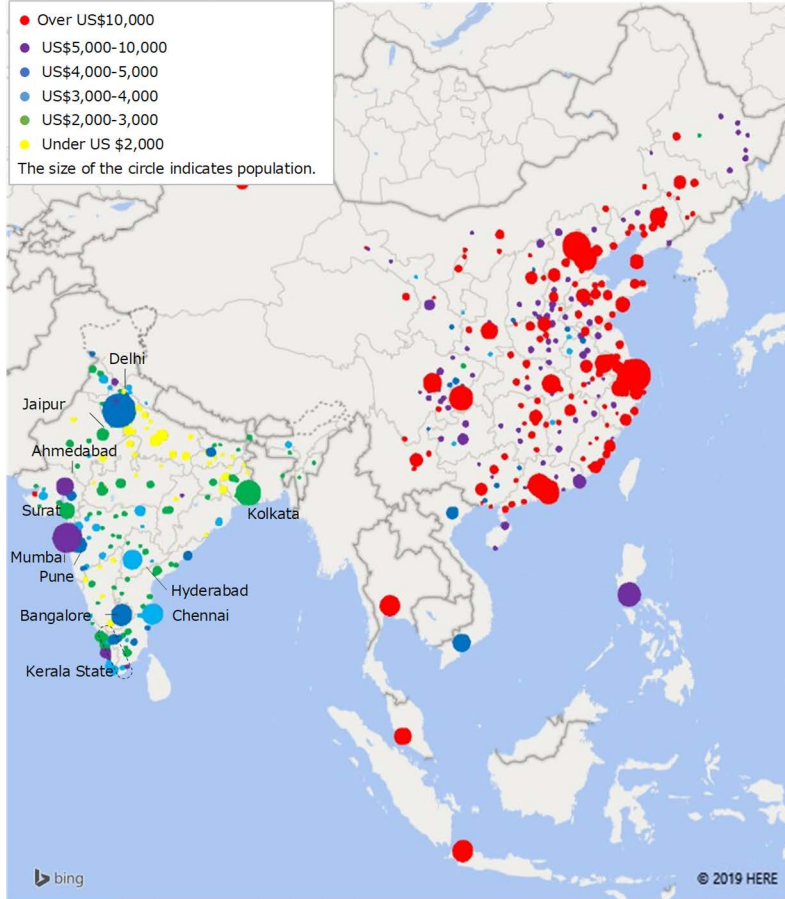 Over US$10,000
US$5,000-10,000
US$4,000-5,000
US$3,000-4,000
US$2,000-3,000
Under US $2,000
The size of the circle indicates population.
Delhi
Jaipur
Ahmedabad
Surat
Kolkata
Mumbai
Pune
Hyderabad
Bangalore
Chennai
Kerala State
bing
© 2019 HERE